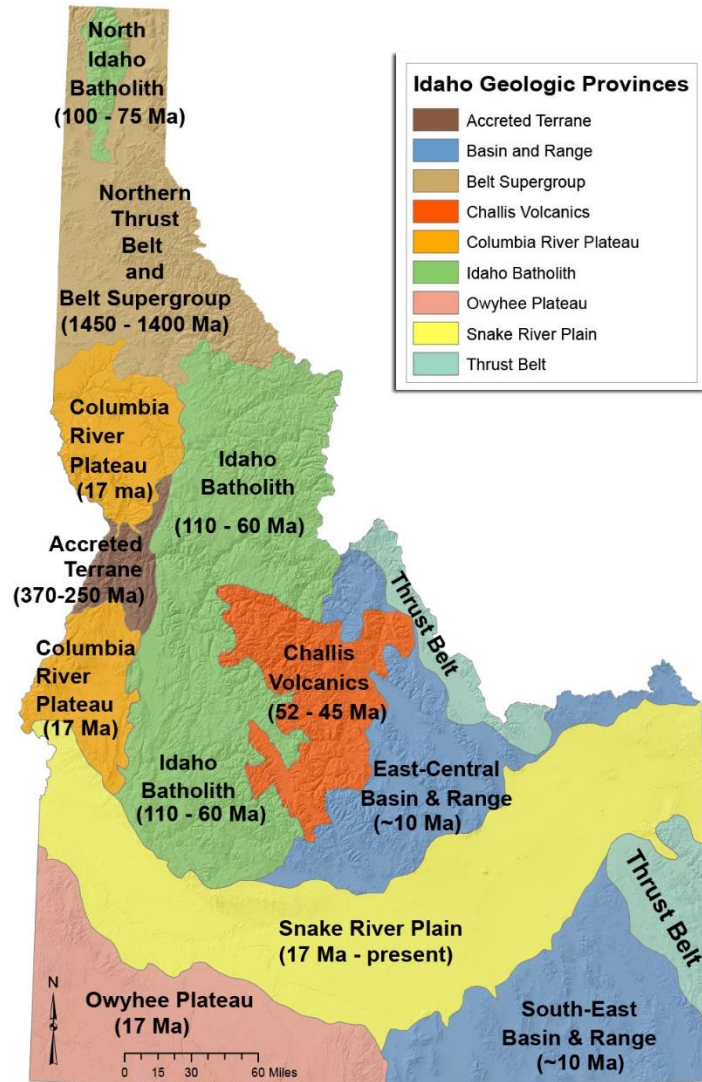 North
Idaho
Batholith
(100 - 75 Ma)
Idaho Geologic Provinces
Accreted Terrane
Basin and Range
Belt Supergroup
Challis Volcanics
Columbia River Plateau
Idaho Batholith
Owyhee Plateau
Snake River Plain
Thrust Belt
Northern
Thrust
Belt
and
Belt Supergroup
(1450 - 1400 Ma)
Columbia
River
Plateau
(17 ma)
Idaho
Batholith
(110 - 60 Ma)
Accreted
Terrane
(370-250 Ma)
Thrust Belt
Columbia
River
Plateau
(17 Ma)
Challis
Volcanics
(52 - 45 Ma)
Idaho
Batholith
(110 - 60 Ma)
East-Central
Basin & Range
(~10 Ma)
Thrust Belt
Snake River Plain
(17 Ma - present)
Owyhee Plateau
(17 Ma)
South-East
Basin & Range
(~10 Ma)
N
0 15 30 60 Miles